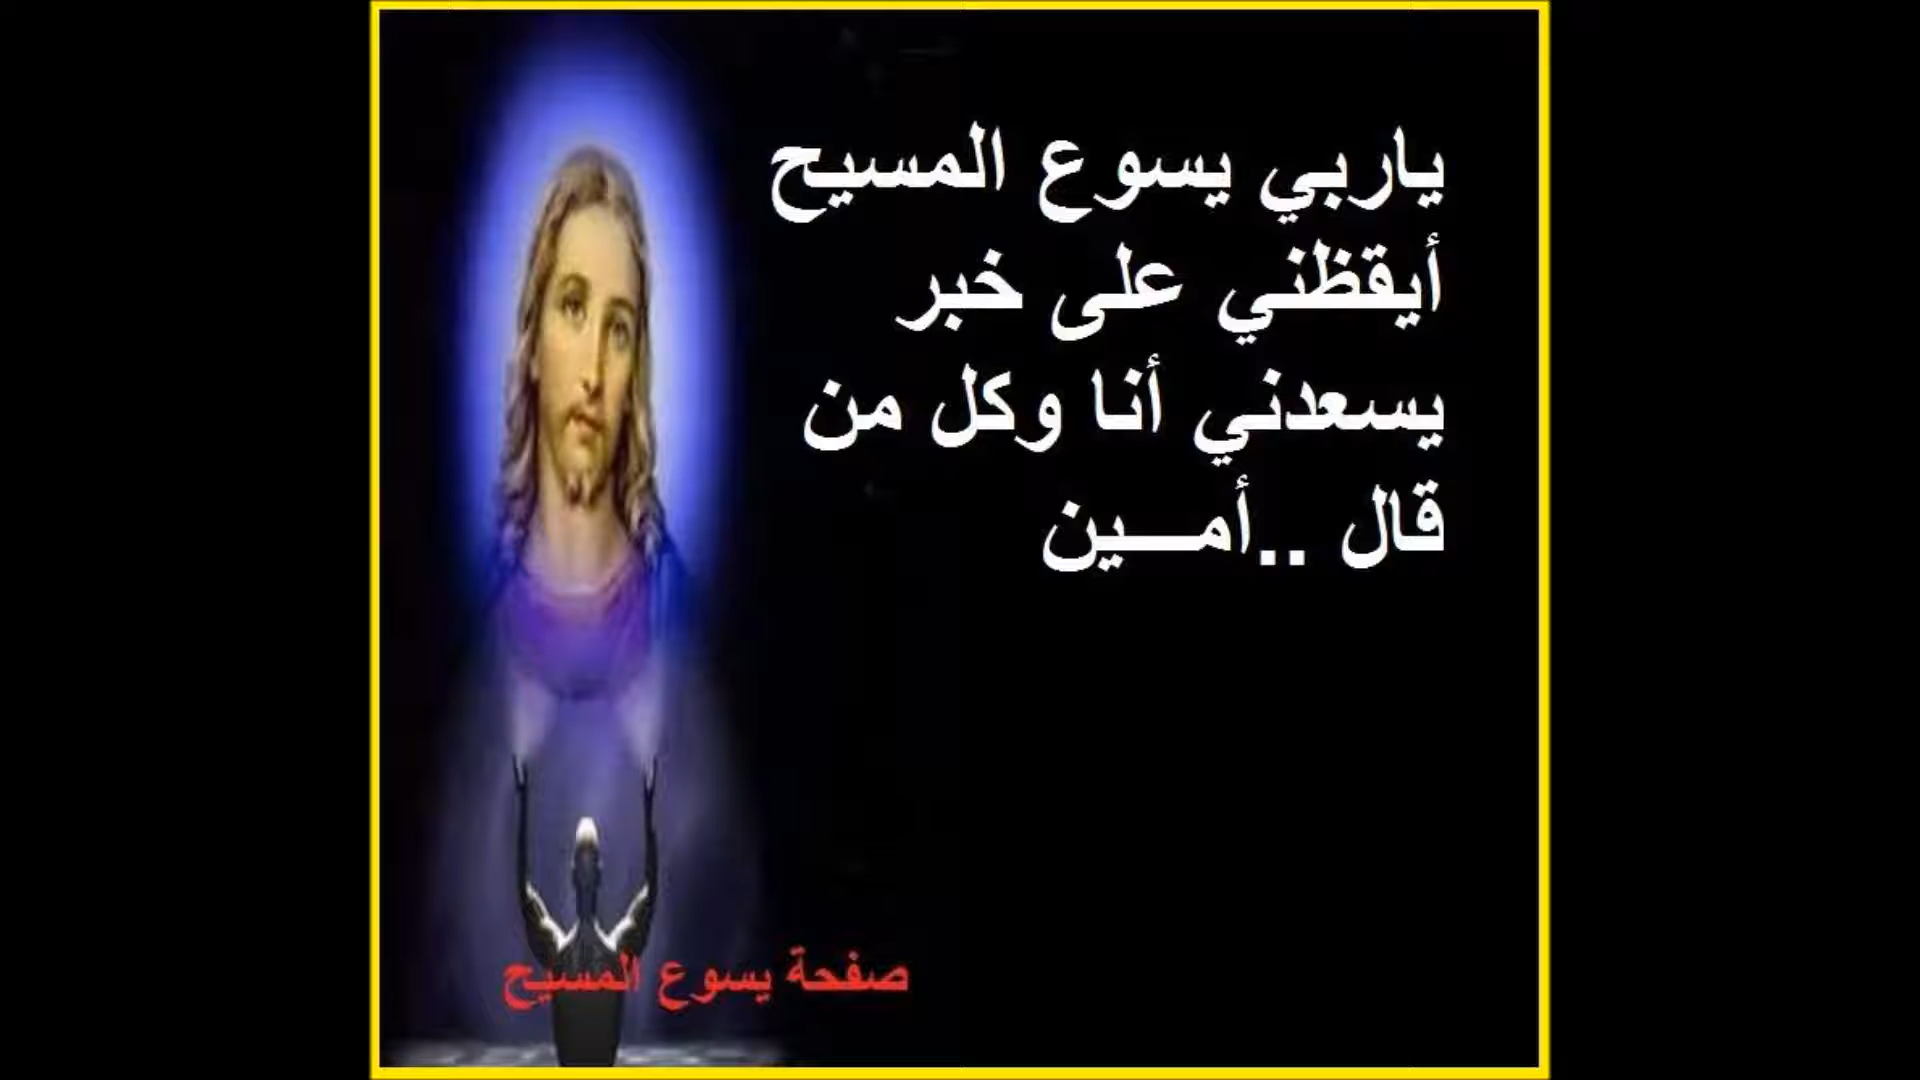 ياربي يسوع المسيح
أيقظني على خبر
يسعدني أنا وكل من
قال ..أمـــين
صفحة يسوع المسيح